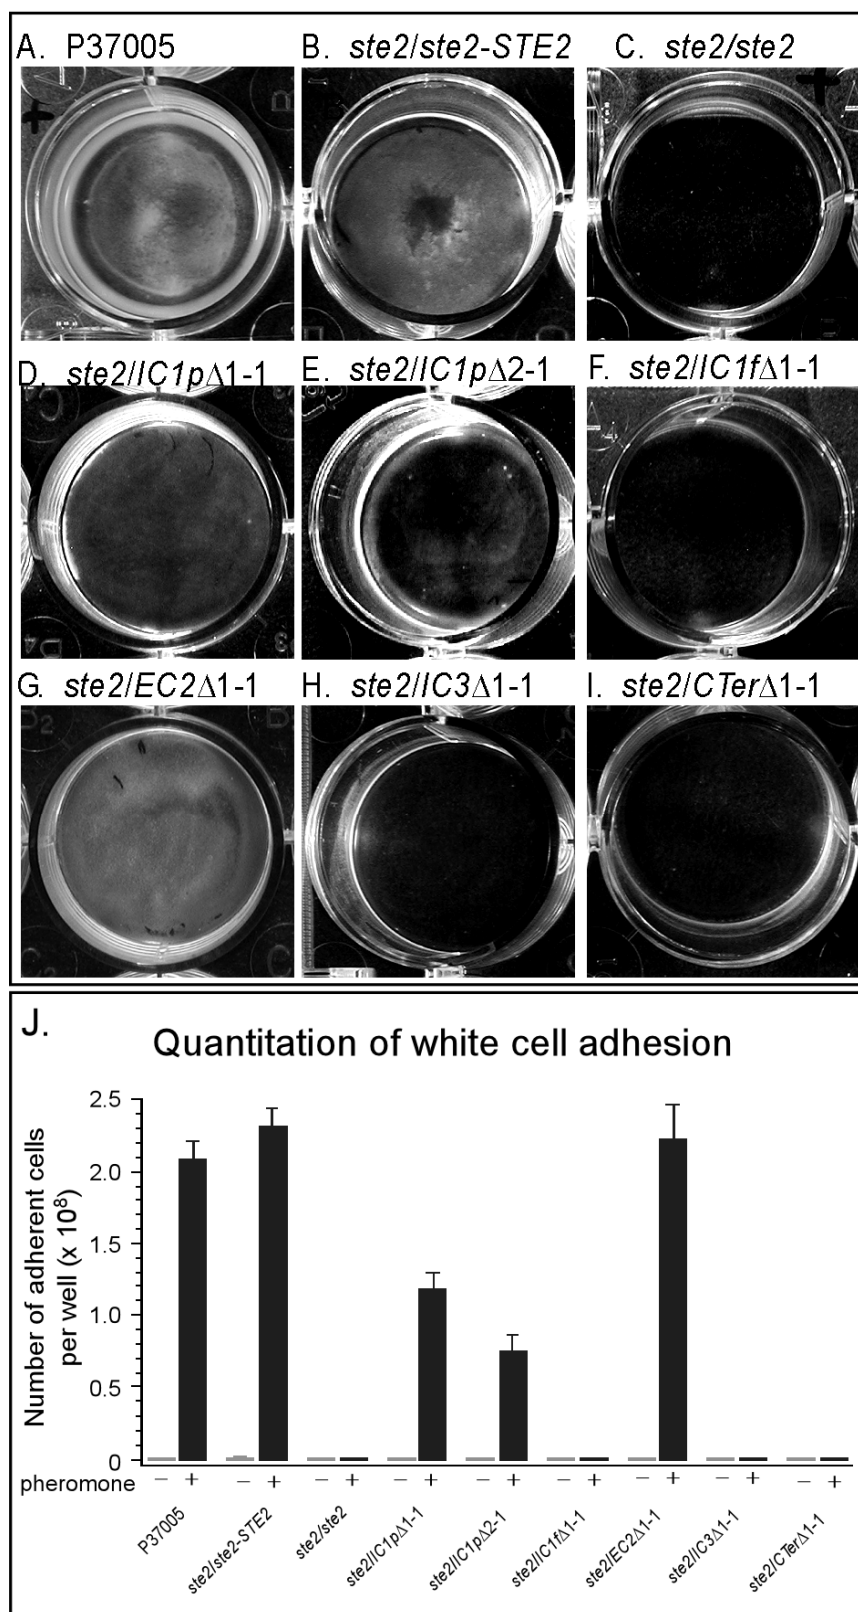 A. P37005
B. ste2/ste2-STE2
C. ste2/ste2
D. ste2/IC1pΔ1-1
E. ste2/IC1pΔ2-1
F. ste2/IC1fΔ1-1
G. ste2/EC2Δ1-1
H. ste2/IC3Δ1-1
I. ste2/CTerΔ1-1
J.
Quantitation of white cell adhesion
Number of adherent cells
per well (x 10⁸)
2.5
2.0
1.5
1.0
0.5
0
pheromone − + − + − + − + − + − + − + − + − +
P37005
ste2/ste2-STE2
ste2/ste2
ste2/IC1pΔ1-1
ste2/IC1pΔ2-1
ste2/IC1fΔ1-1
ste2/EC2Δ1-1
ste2/IC3Δ1-1
ste2/CTerΔ1-1